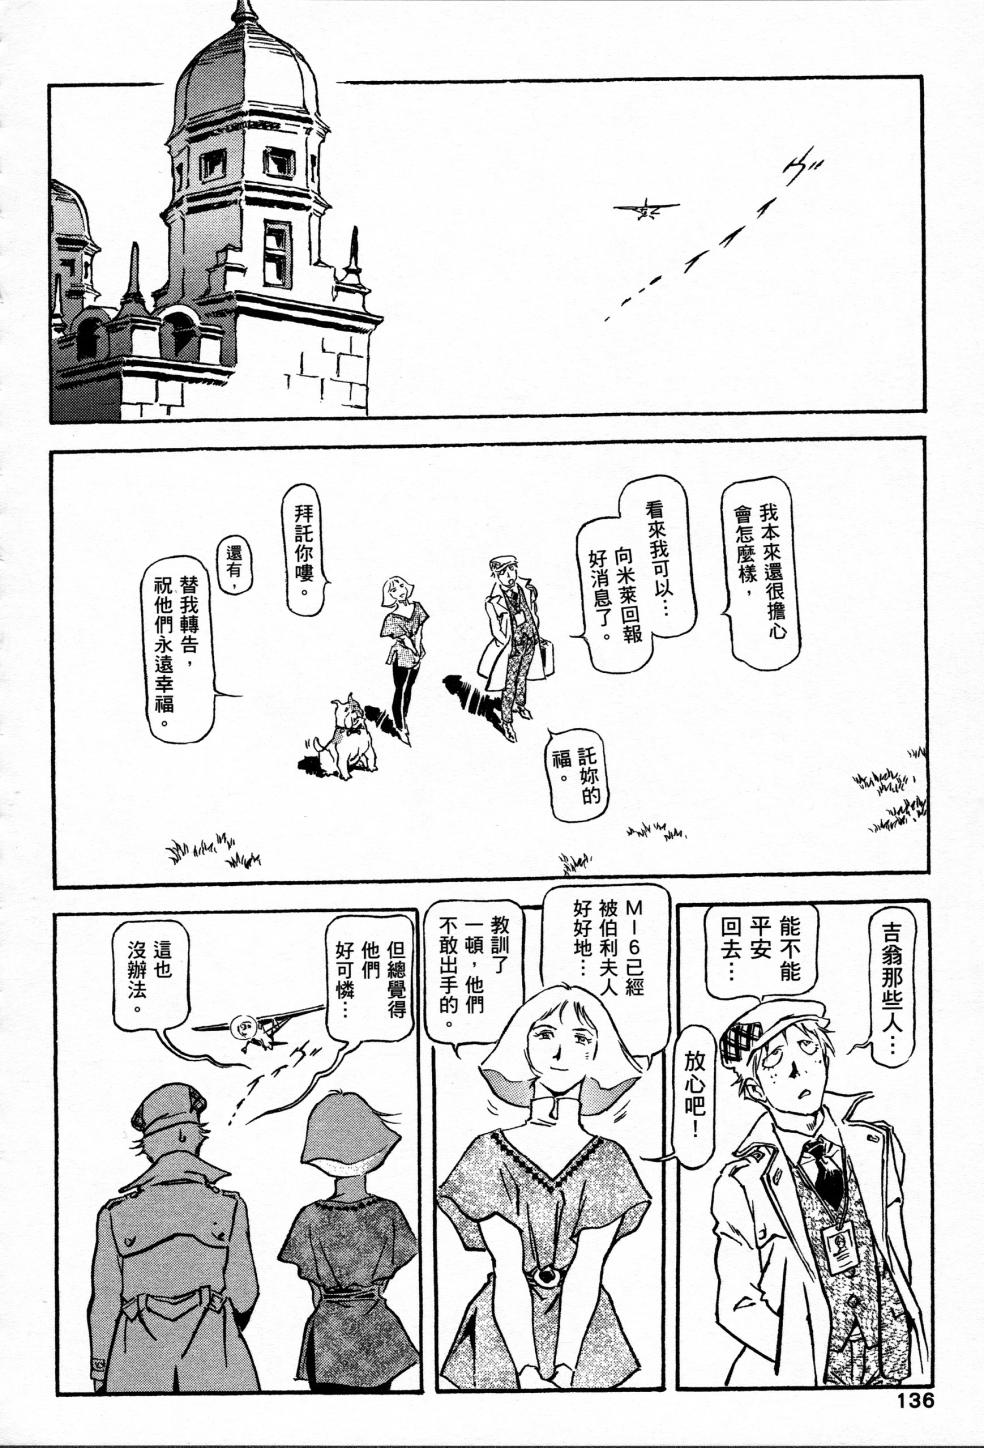 我本來還很擔心
會怎麼樣，
看來我可以…
向米萊回報
好消息了。
託妳的
福。
拜託你嘍。
還有，
替我轉告，
祝他們永遠幸福。
吉翁那些人…
能不能
平安
回去…
放心吧！
MI6已經
被伯利夫人
好好地…
教訓了
一頓，他們
不敢出手的。
但總覺得
他們
好可憐…
這也
沒辦法。
136